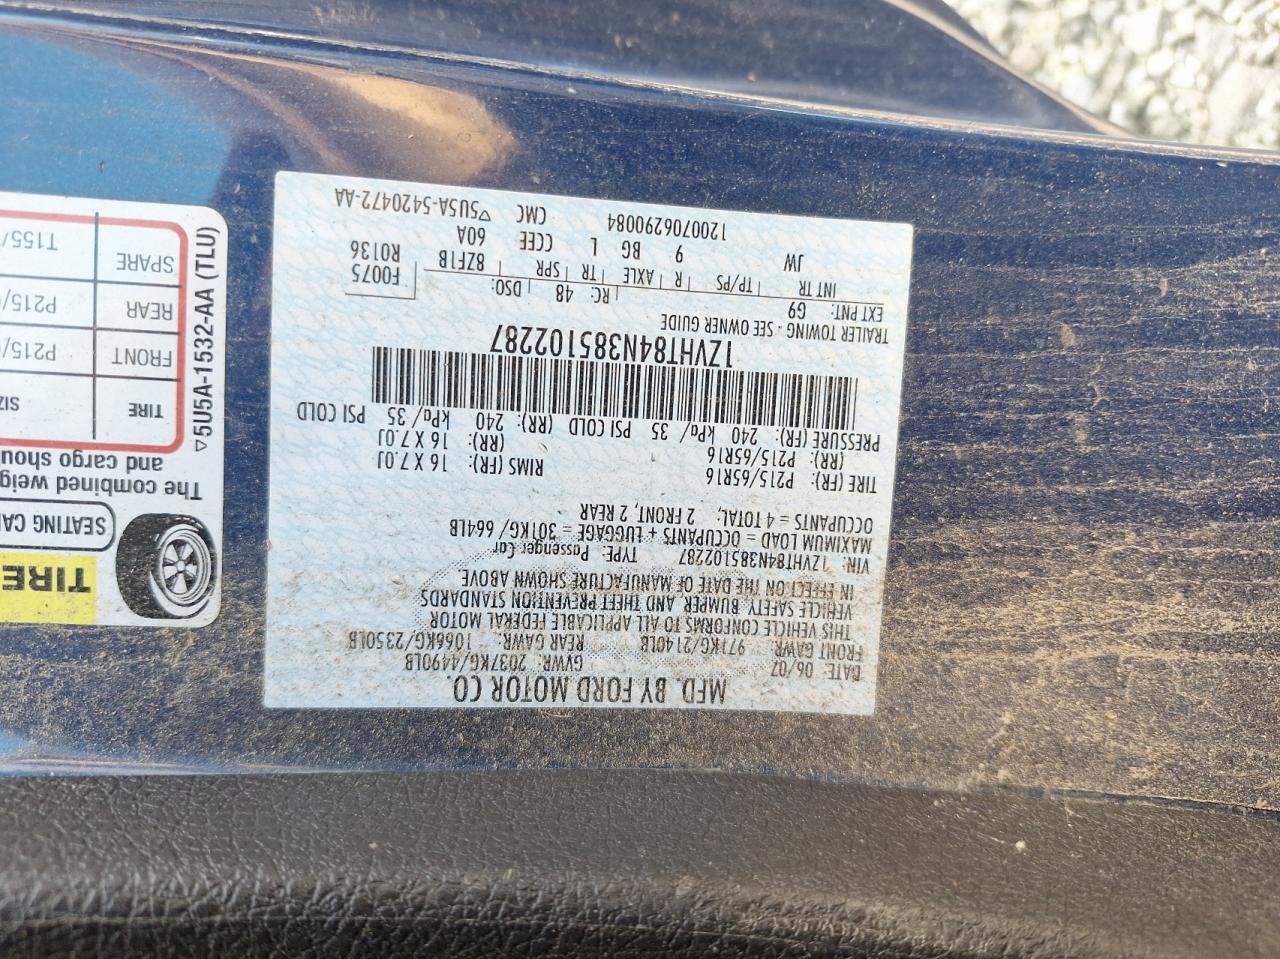 MFD. BY FORD MOTOR CO.
DATE: 06/07 GVWR: 2037KG/4490LB
FRONT GAWR: 971KG/2140LB REAR GAWR: 1066KG/2350LB
THIS VEHICLE CONFORMS TO ALL APPLICABLE FEDERAL MOTOR
VEHICLE SAFETY, BUMPER, AND THEFT PREVENTION STANDARDS
IN EFFECT ON THE DATE OF MANUFACTURE SHOWN ABOVE
VIN: 1ZVHT84N385102287 TYPE: Passenger Car
MAXIMUM LOAD = OCCUPANTS + LUGGAGE = 301KG/ 664LB
OCCUPANTS = 4 TOTAL, 2 FRONT, 2 REAR
TIRE (FR): P215/65R16 RIMS (FR): 16 X 7.0J
(RR): P215/65R16 (RR): 16 X 7.0J
PRESSURE (FR): 240 kPa/ 35 PSI COLD (RR): 240 kPa/ 35 PSI COLD
1ZVHT84N385102287
TRAILER TOWING - SEE OWNER GUIDE
EXT PNT: G9 RC: 48 DSO: F0075
INT TR TP/PS R AXLE TR SPR 8ZF1B R0136
JW 9 BG L CCEE 60A
1200706290084 CMC ▽5U5A-5420472-AA
TIRE
SEATING CA
The combined weig
and cargo shou
TIRE SIZ
FRONT P215/
REAR P215/
SPARE T155/
▽5U5A-1532-AA (TLU)